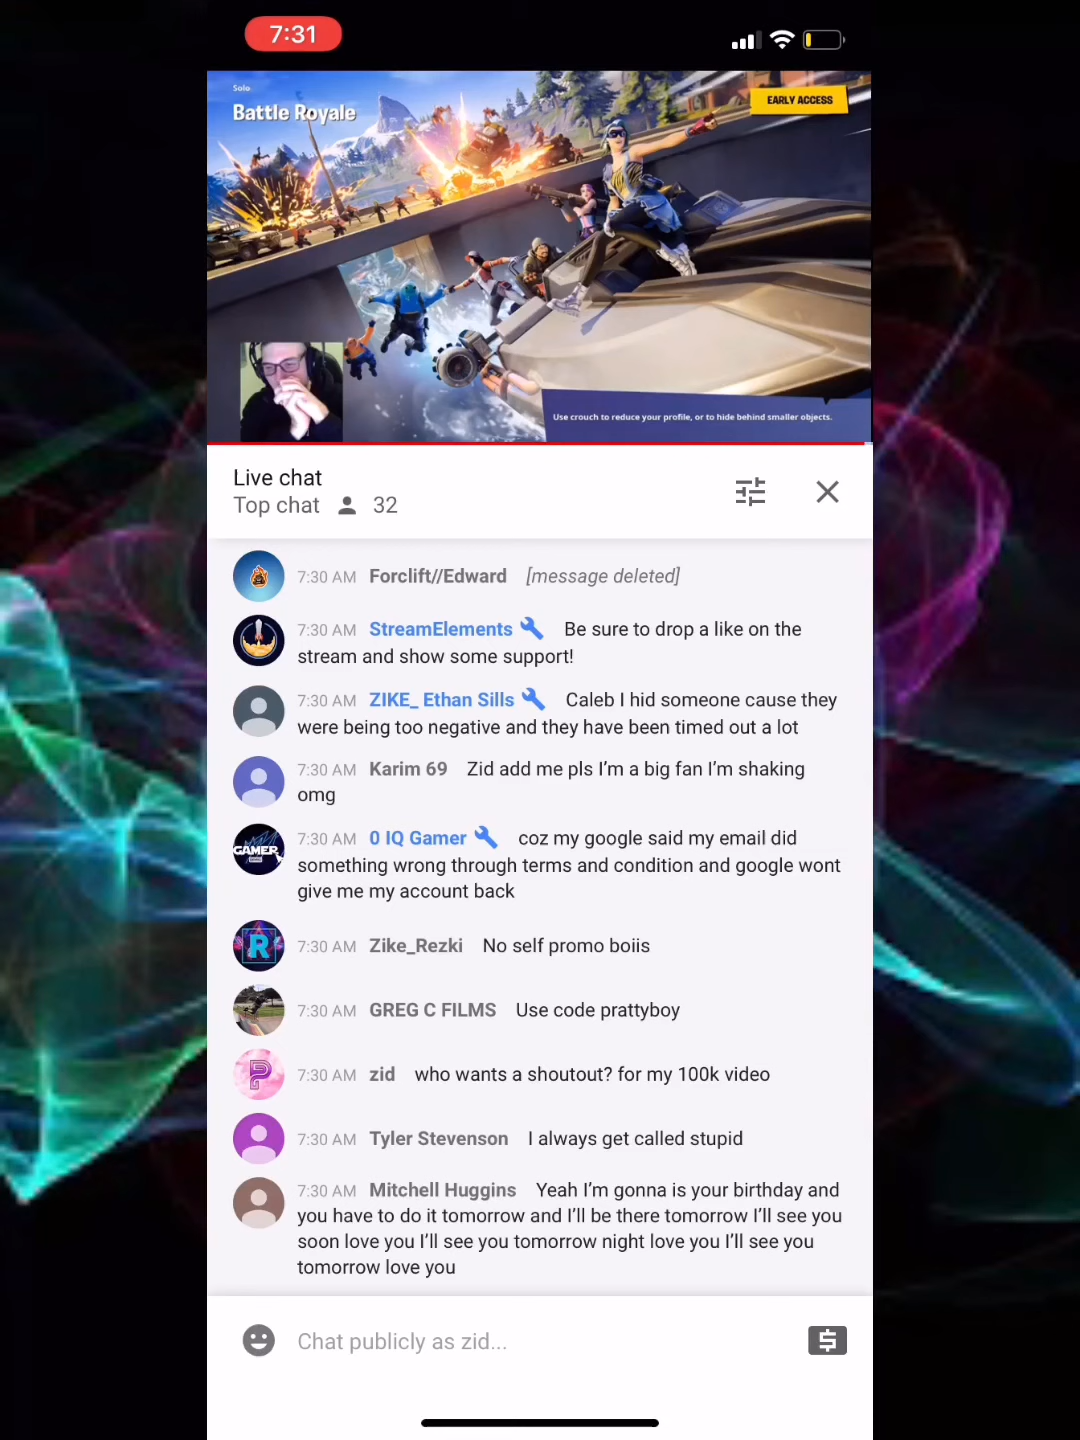 7:31
Solo
Battle Royale
EARLY ACCESS
Use crouch to reduce your profile, or to hide behind smaller objects.
Live chat
Top chat 32
7:30 AM Forclift//Edward [message deleted]
7:30 AM StreamElements Be sure to drop a like on the
stream and show some support!
7:30 AM ZIKE_ Ethan Sills Caleb I hid someone cause they
were being too negative and they have been timed out a lot
7:30 AM Karim 69 Zid add me pls I'm a big fan I'm shaking
omg
GAMER
7:30 AM 0 IQ Gamer coz my google said my email did
something wrong through terms and condition and google wont
give me my account back
R
7:30 AM Zike_Rezki No self promo boiis
7:30 AM GREG C FILMS Use code prattyboy
P
7:30 AM zid who wants a shoutout? for my 100k video
7:30 AM Tyler Stevenson I always get called stupid
7:30 AM Mitchell Huggins Yeah I'm gonna is your birthday and
you have to do it tomorrow and I'll be there tomorrow I'll see you
soon love you I'll see you tomorrow night love you I'll see you
tomorrow love you
Chat publicly as zid...
$